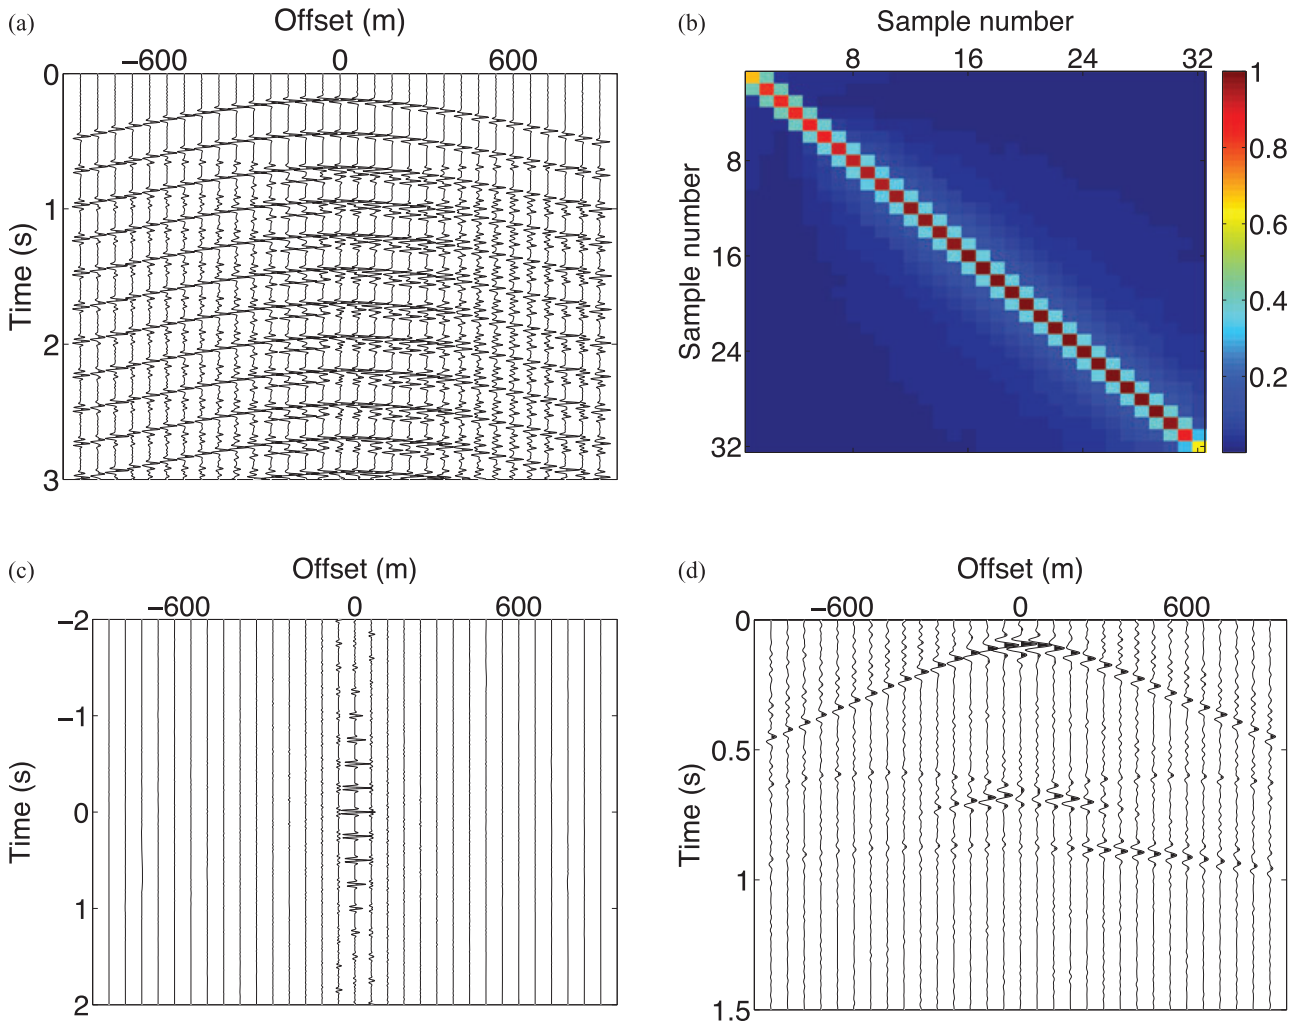 (a)
Offset (m)
−600 0 600
0
1
2
3
Time (s)
(b)
Sample number
8 16 24 32
8
16
24
32
Sample number
1
0.8
0.6
0.4
0.2
(c)
Offset (m)
−600 0 600
−2
−1
0
1
2
Time (s)
(d)
Offset (m)
−600 0 600
0
0.5
1
1.5
Time (s)